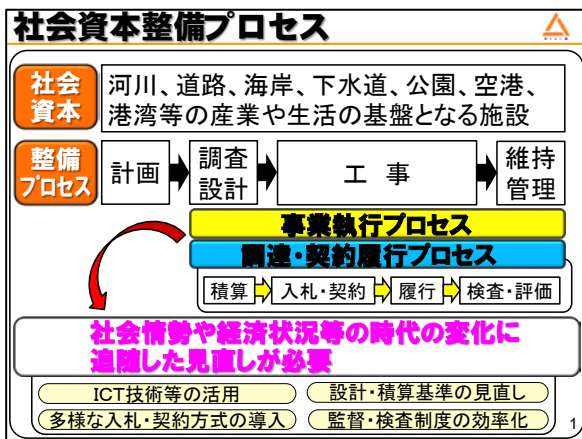 社会資本整備プロセス
社会
資本
河川、道路、海岸、下水道、公園、空港、
港湾等の産業や生活の基盤となる施設
整備
プロセス
計画
調査
設計
工 事
維持
管理
事業執行プロセス
調達・契約履行プロセス
積算
入札・契約
履行
検査・評価
社会情勢や経済状況等の時代の変化に
追随した見直しが必要
ICT技術等の活用
設計・積算基準の見直し
多様な入札・契約方式の導入
監督・検査制度の効率化
1